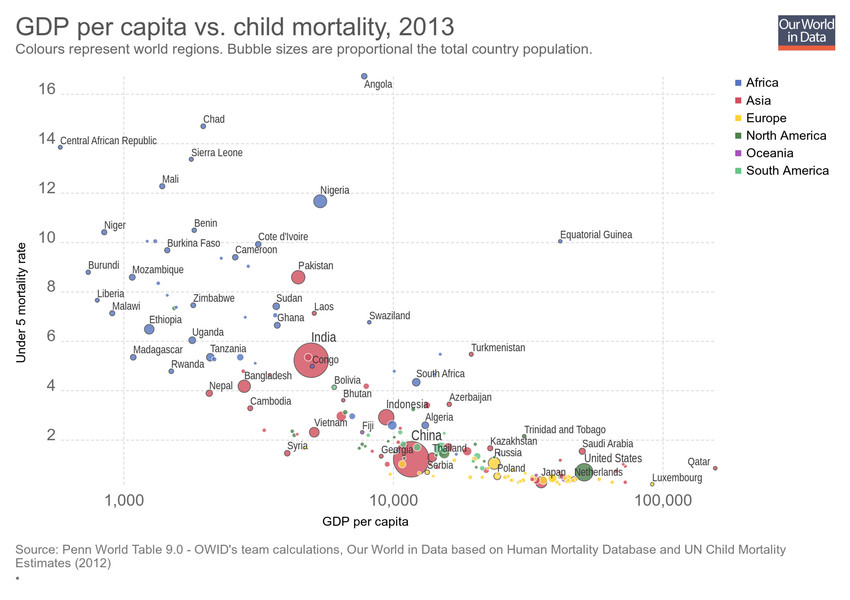 GDP per capita vs. child mortality, 2013
Colours represent world regions. Bubble sizes are proportional the total country population.
Our World
in Data
Africa
Asia
Europe
North America
Oceania
South America
Under 5 mortality rate
16
14
12
10
8
6
4
2
Angola
Chad
Central African Republic
Sierra Leone
Mali
Nigeria
Niger
Benin
Equatorial Guinea
Cote d'Ivoire
Burkina Faso
Cameroon
Burundi
Mozambique
Pakistan
Liberia
Zimbabwe
Sudan
Malawi
Laos
Ethiopia
Ghana
Swaziland
Uganda
India
Madagascar
Tanzania
Turkmenistan
Congo
Rwanda
Bangladesh
Bolivia
South Africa
Nepal
Bhutan
Cambodia
Indonesia
Azerbaijan
Vietnam
Fiji
Algeria
Trinidad and Tobago
China
Syria
Georgia
Thailand
Kazakhstan
Saudi Arabia
Russia
United States
Serbia
Poland
Japan
Netherlands
Qatar
Luxembourg
1,000
10,000
100,000
GDP per capita
Source: Penn World Table 9.0 - OWID's team calculations, Our World in Data based on Human Mortality Database and UN Child Mortality
Estimates (2012)
•